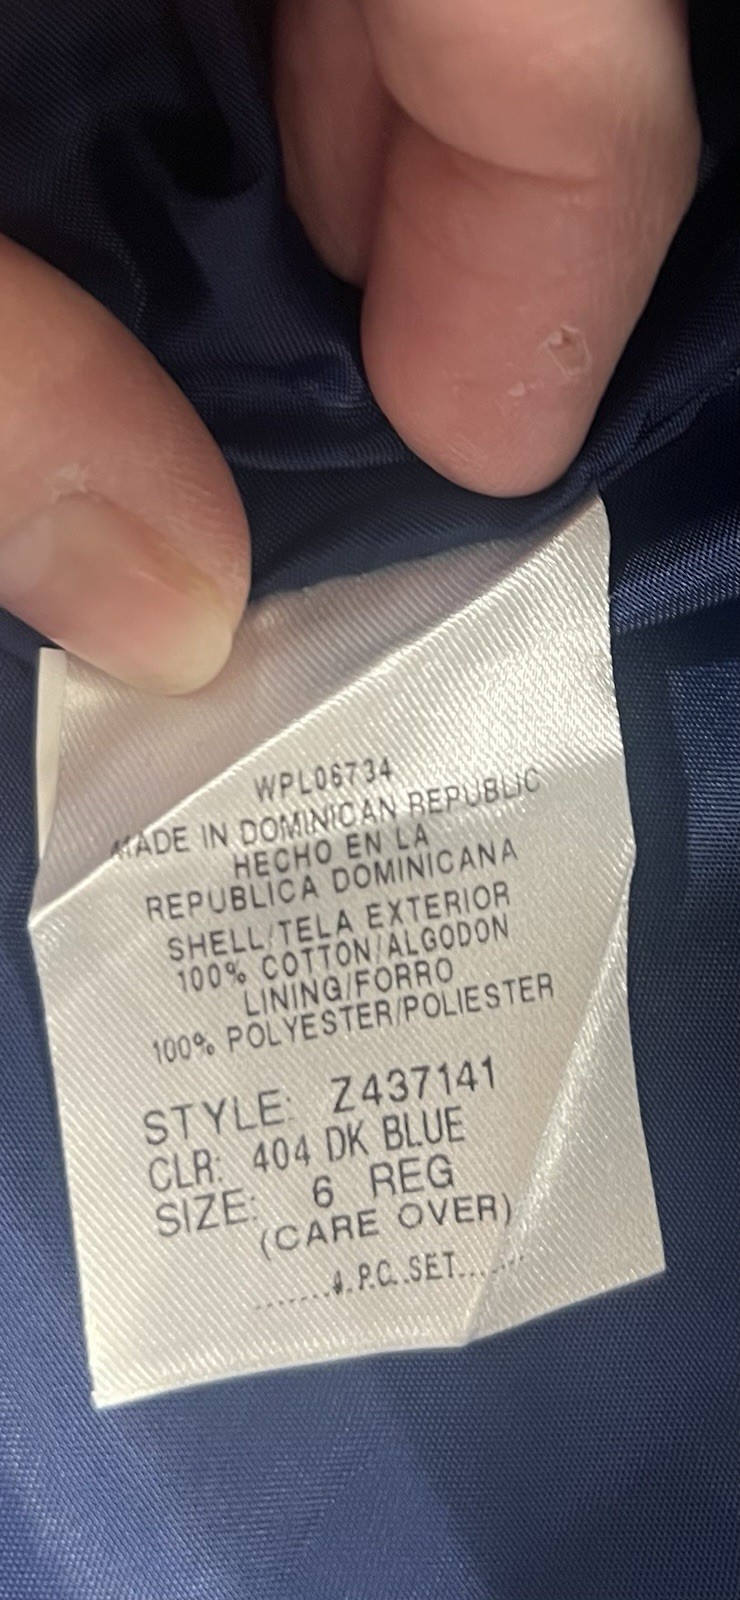 WPL06734
MADE IN DOMINICAN REPUBLIC
HECHO EN LA
REPUBLICA DOMINICANA
SHELL/TELA EXTERIOR
100% COTTON/ALGODON
LINING/FORRO
100% POLYESTER/POLIESTER
STYLE: Z437141
CLR: 404 DK BLUE
SIZE: 6 REG
(CARE OVER)
.......4.P.C..SET.......